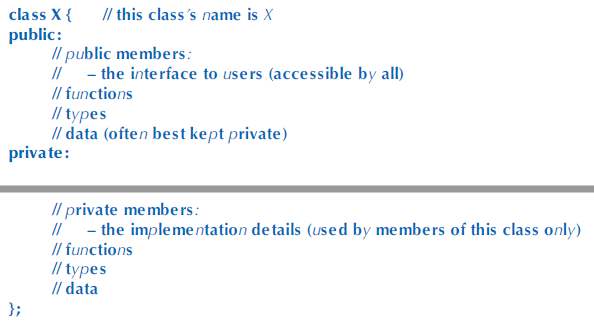 class X {     // this class’s name is X
public:
// public members:
//     – the interface to users (accessible by all)
// functions
// types
// data (often best kept private)
private:
// private members:
//     – the implementation details (used by members of this class only)
// functions
// types
// data
};